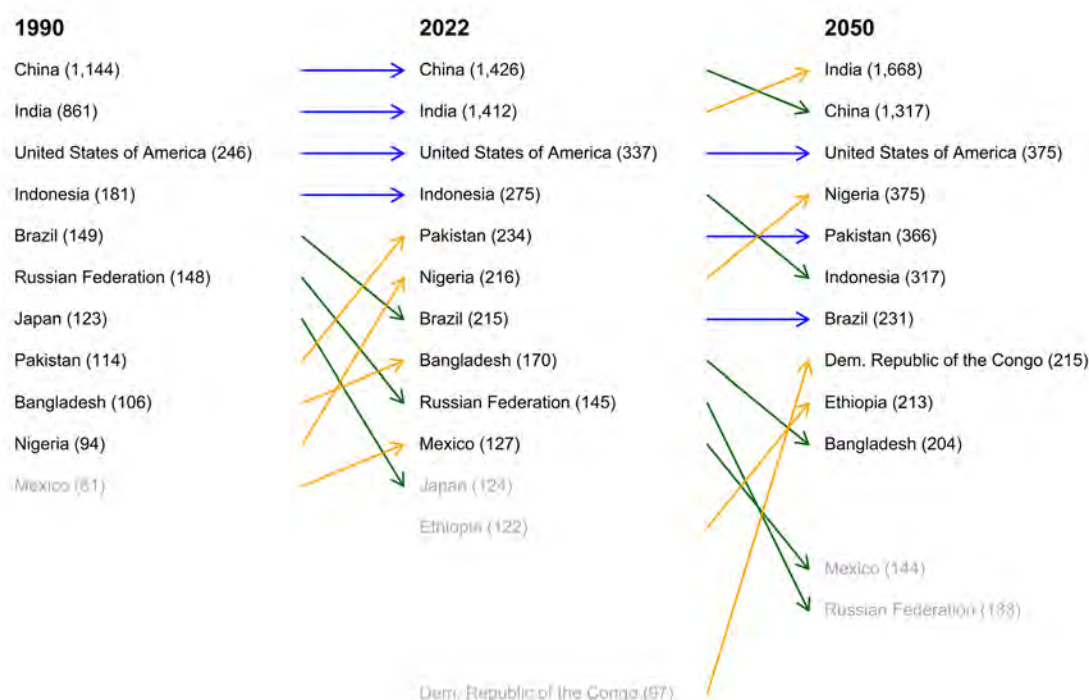 1990
China (1,144)
India (861)
United States of America (246)
Indonesia (181)
Brazil (149)
Russian Federation (148)
Japan (123)
Pakistan (114)
Bangladesh (106)
Nigeria (94)
Mexico (81)
2022
China (1,426)
India (1,412)
United States of America (337)
Indonesia (275)
Pakistan (234)
Nigeria (216)
Brazil (215)
Bangladesh (170)
Russian Federation (145)
Mexico (127)
Japan (124)
Ethiopia (122)
Dem. Republic of the Congo (97)
2050
India (1,668)
China (1,317)
United States of America (375)
Nigeria (375)
Pakistan (366)
Indonesia (317)
Brazil (231)
Dem. Republic of the Congo (215)
Ethiopia (213)
Bangladesh (204)
Mexico (144)
Russian Federation (133)